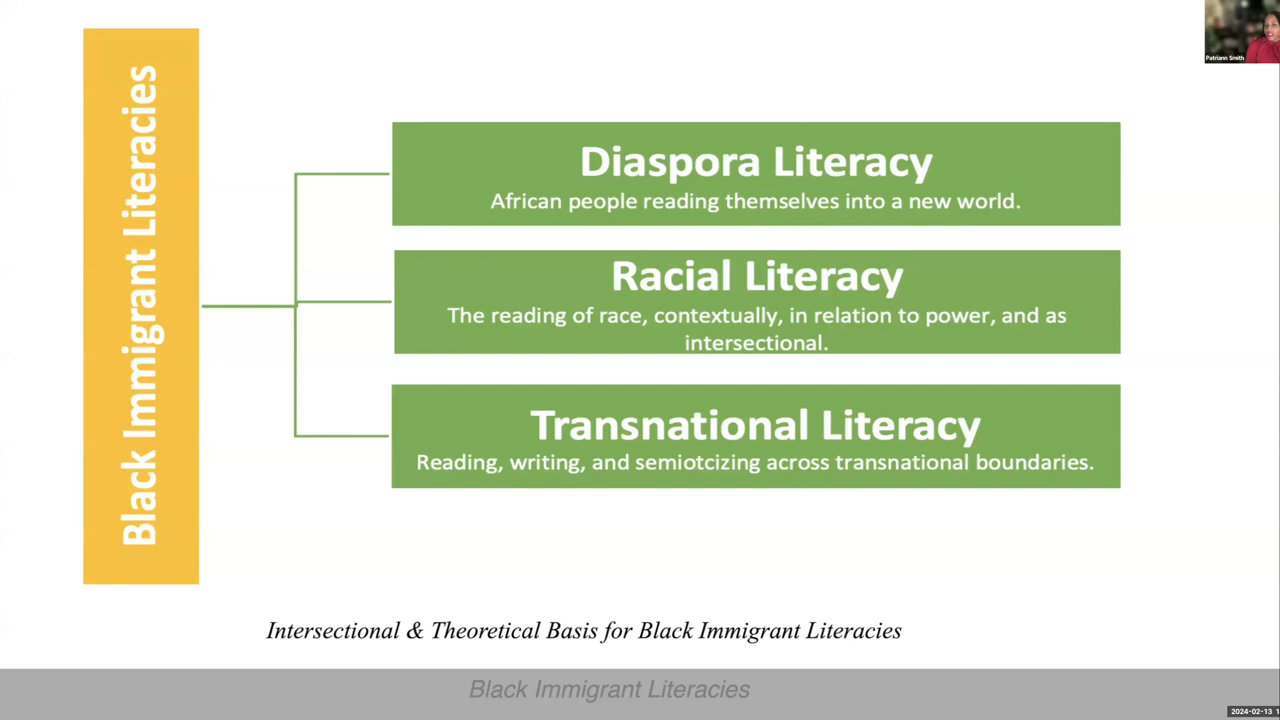 Black Immigrant Literacies
Diaspora Literacy
African people reading themselves into a new world.
Racial Literacy
The reading of race, contextually, in relation to power, and as
intersectional.
Transnational Literacy
Reading, writing, and semiotcizing across transnational boundaries.
Intersectional & Theoretical Basis for Black Immigrant Literacies
Black Immigrant Literacies
Patriann Smith
2024-02-13 1